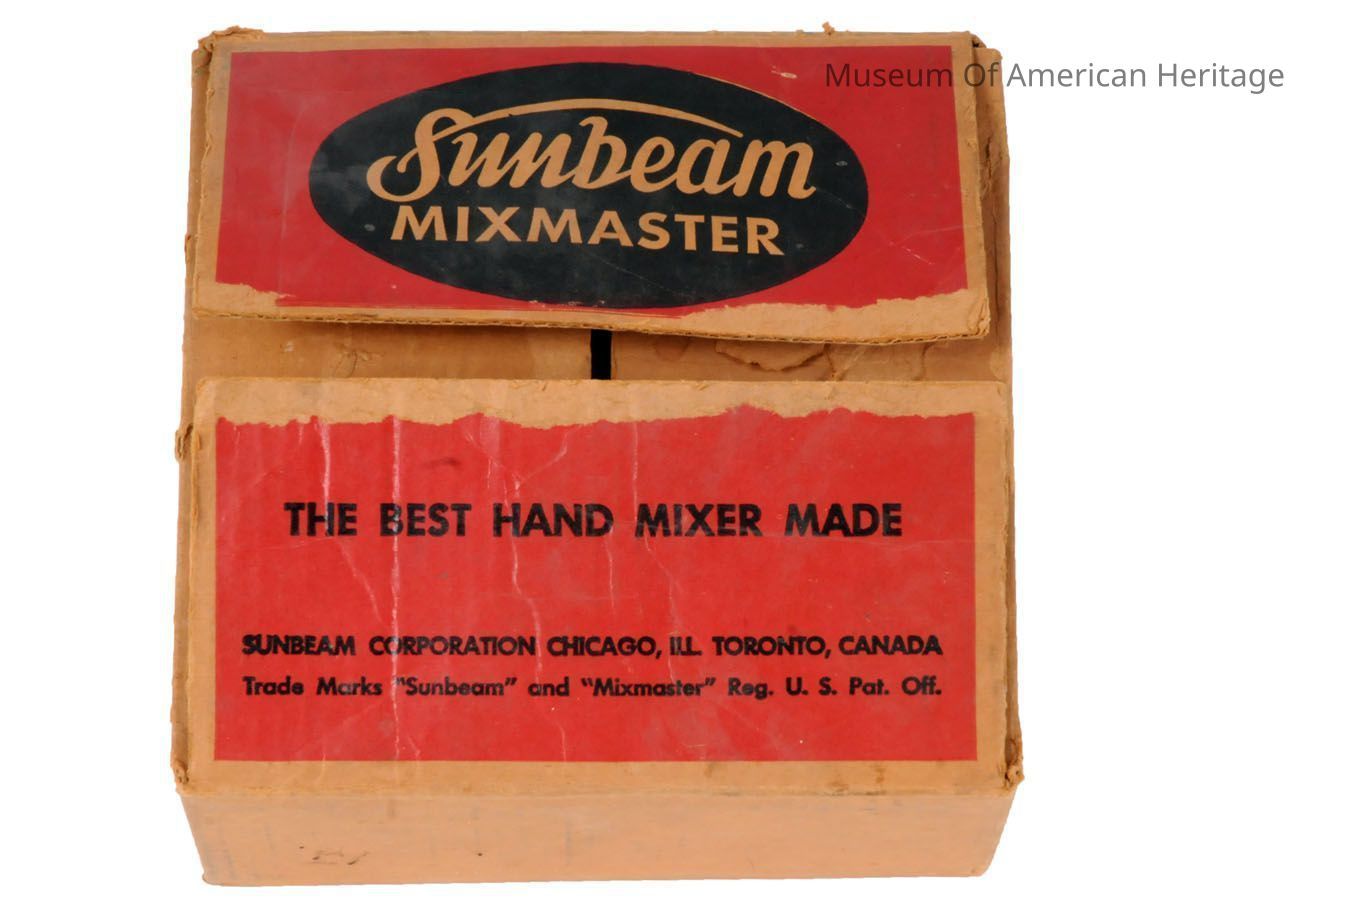 Museum Of American Heritage
Sunbeam
MIXMASTER
THE BEST HAND MIXER MADE
SUNBEAM CORPORATION CHICAGO, ILL. TORONTO, CANADA
Trade Marks "Sunbeam" and "Mixmaster" Reg. U. S. Pat. Off.